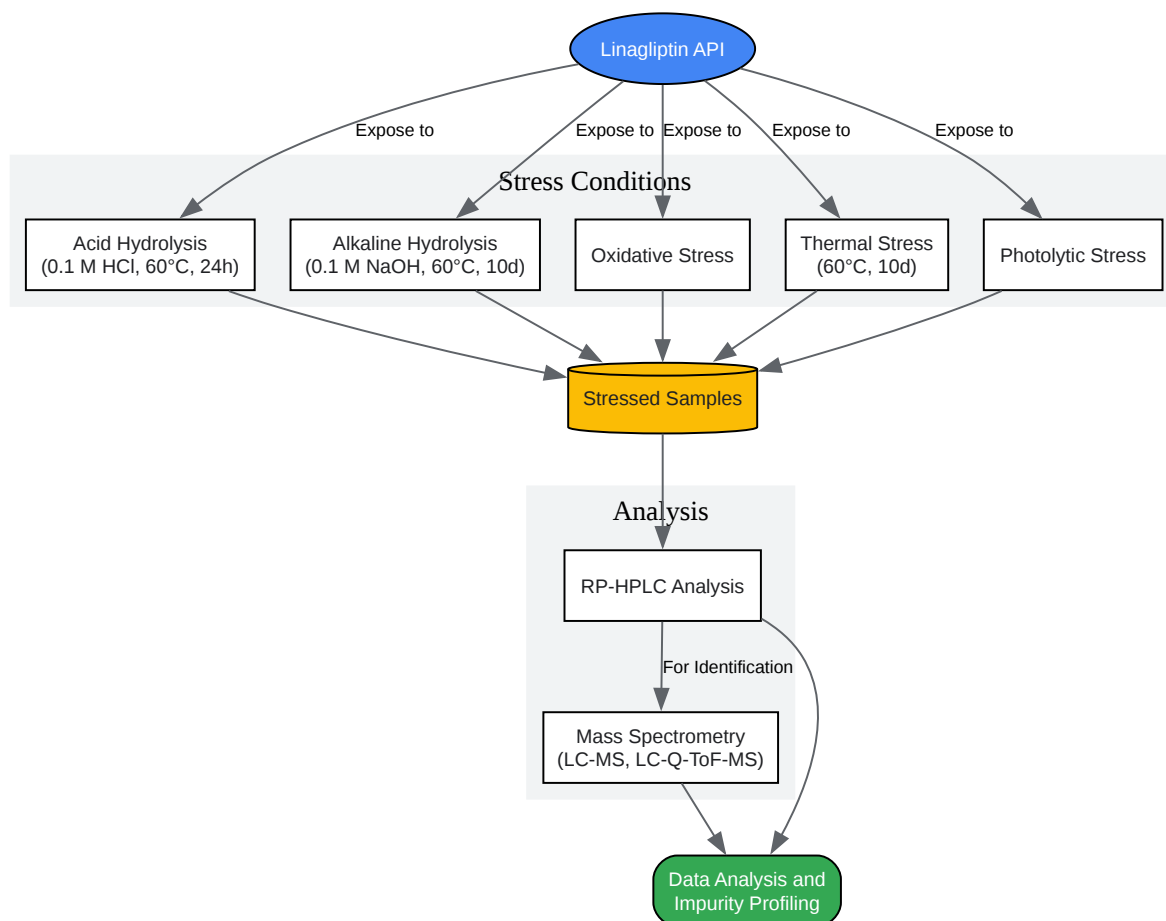 Linagliptin API
Expose to
Expose to
Expose to
Expose to
Expose to
Stress Conditions
Acid Hydrolysis
(0.1 M HCl, 60°C, 24h)
Alkaline Hydrolysis
(0.1 M NaOH, 60°C, 10d)
Oxidative Stress
Thermal Stress
(60°C, 10d)
Photolytic Stress
Stressed Samples
Analysis
RP-HPLC Analysis
For Identification
Mass Spectrometry
(LC-MS, LC-Q-ToF-MS)
Data Analysis and
Impurity Profiling